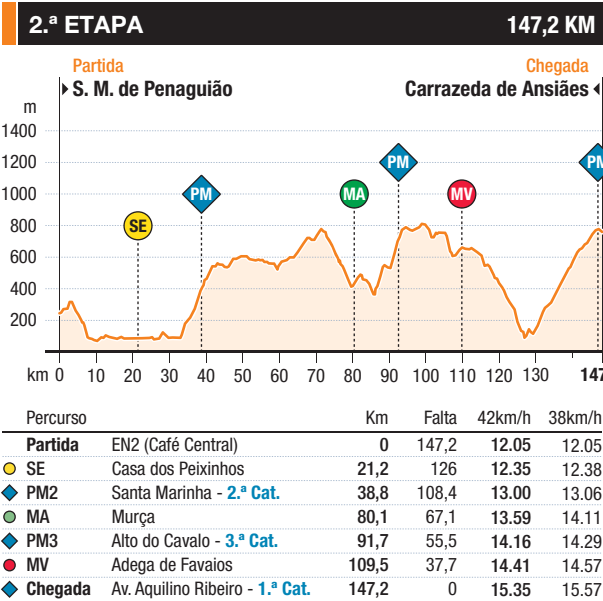 2.ª ETAPA 147,2 KM
Partida Chegada
S. M. de Penaguião Carrazeda de Ansiães
m
1400
1200 PM PM
1000 PM MA MV
800 SE
600
400
200
km 0 10 20 30 40 50 60 70 80 90 100 110 120 130 147
Percurso Km Falta 42km/h 38km/h
Partida EN2 (Café Central) 0 147,2 12.05 12.05
SE Casa dos Peixinhos 21,2 126 12.35 12.38
PM2 Santa Marinha - 2.ª Cat. 38,8 108,4 13.00 13.06
MA Murça 80,1 67,1 13.59 14.11
PM3 Alto do Cavalo - 3.ª Cat. 91,7 55,5 14.16 14.29
MV Adega de Favaios 109,5 37,7 14.41 14.57
Chegada Av. Aquilino Ribeiro - 1.ª Cat. 147,2 0 15.35 15.57